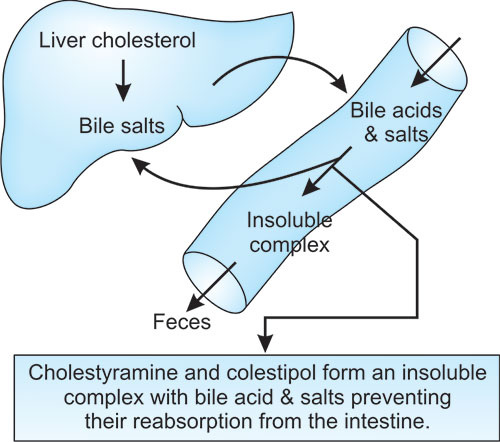 Liver cholesterol
Bile salts
Bile acids
& salts
Insoluble
complex
Feces
Cholestyramine and colestipol form an insoluble
complex with bile acid & salts preventing
their reabsorption from the intestine.